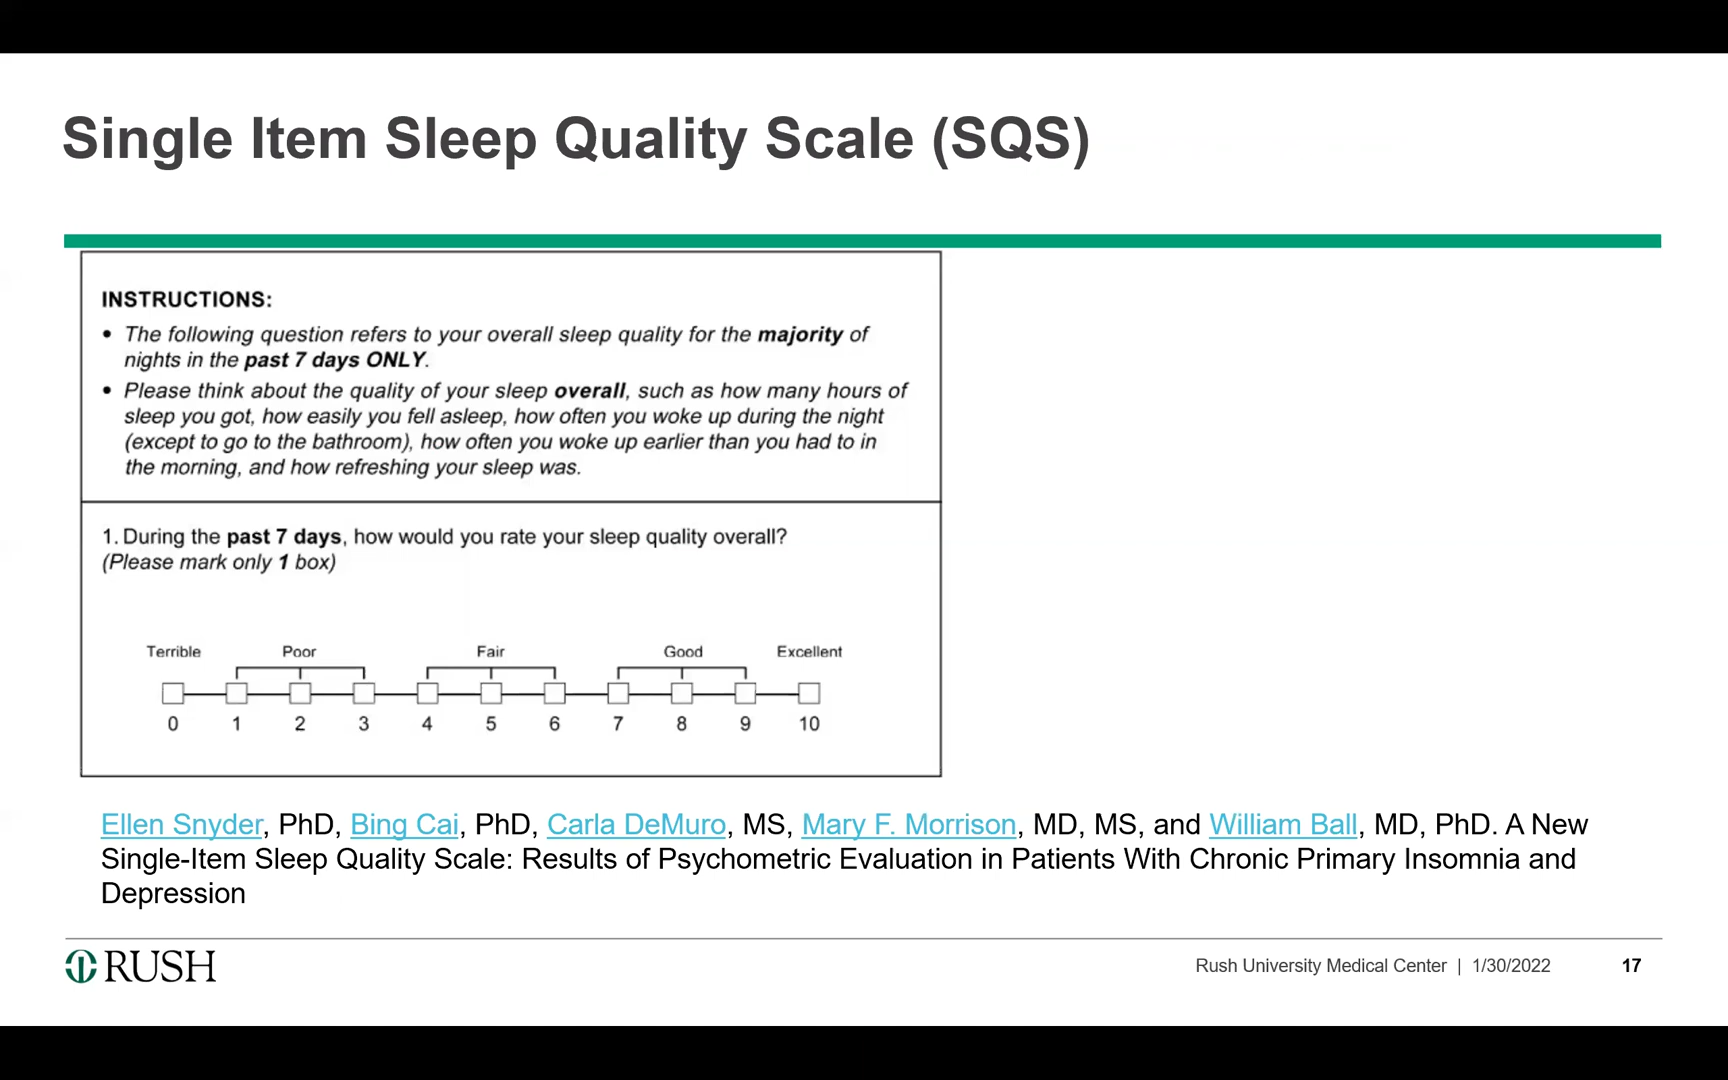 Single Item Sleep Quality Scale (SQS)
INSTRUCTIONS:
• The following question refers to your overall sleep quality for the majority of
nights in the past 7 days ONLY.
• Please think about the quality of your sleep overall, such as how many hours of
sleep you got, how easily you fell asleep, how often you woke up during the night
(except to go to the bathroom), how often you woke up earlier than you had to in
the morning, and how refreshing your sleep was.
1. During the past 7 days, how would you rate your sleep quality overall?
(Please mark only 1 box)
Terrible Poor Fair Good Excellent
0 1 2 3 4 5 6 7 8 9 10
Ellen Snyder, PhD, Bing Cai, PhD, Carla DeMuro, MS, Mary F. Morrison, MD, MS, and William Ball, MD, PhD. A New
Single-Item Sleep Quality Scale: Results of Psychometric Evaluation in Patients With Chronic Primary Insomnia and
Depression
RUSH
Rush University Medical Center | 1/30/2022 17